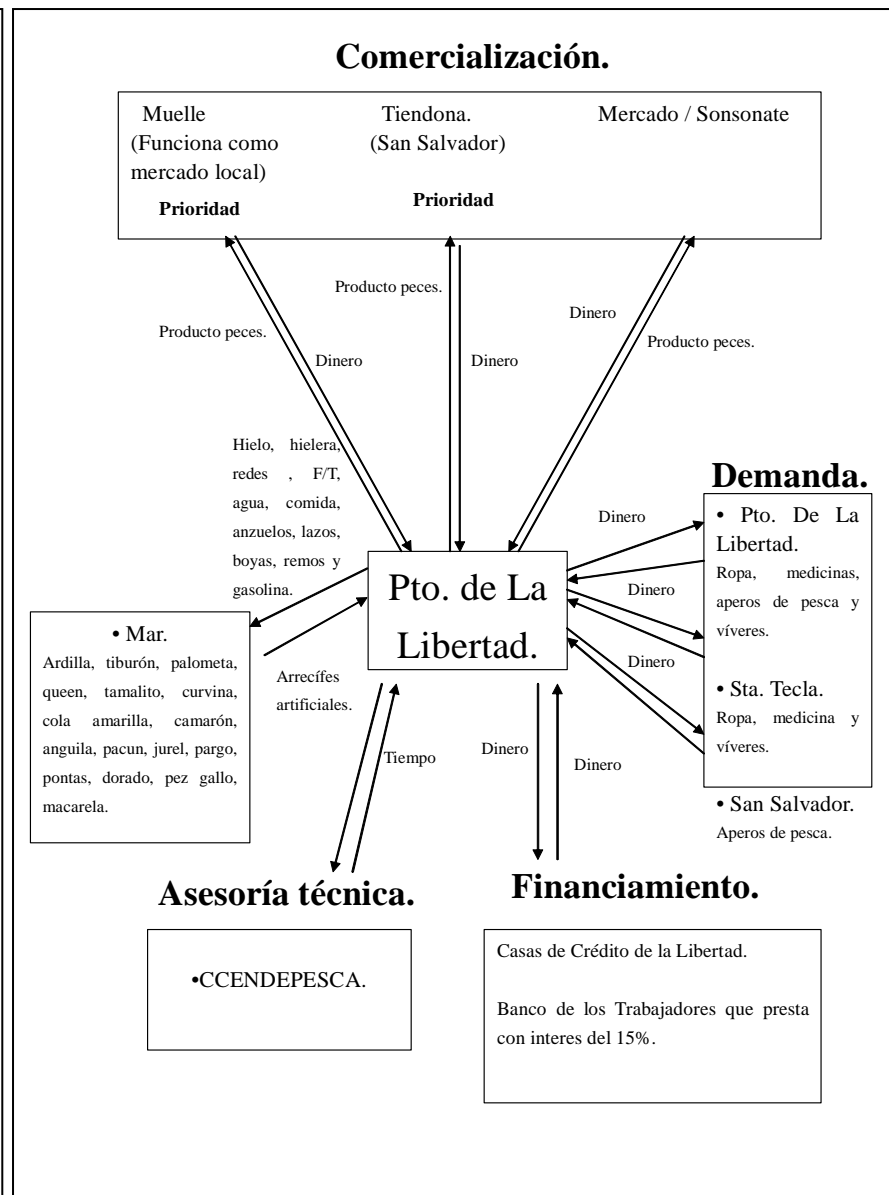 Comercialización.
Muelle
(Funciona como
mercado local)
Prioridad
Tiendona.
(San Salvador)
Prioridad
Mercado / Sonsonate
Producto peces.
Dinero
Producto peces.
Dinero
Dinero
Producto peces.
Hielo, hielera,
redes , F/T,
agua, comida,
anzuelos, lazos,
boyas, remos y
gasolina.
Demanda.
• Pto. De La
Libertad.
Ropa, medicinas,
aperos de pesca y
víveres.
• Sta. Tecla.
Ropa, medicina y
víveres.
• San Salvador.
Aperos de pesca.
Dinero
Dinero
Dinero
Pto. de La
Libertad.
• Mar.
Ardilla, tiburón, palometa,
queen, tamalito, curvina,
cola amarilla, camarón,
anguila, pacun, jurel, pargo,
pontas, dorado, pez gallo,
macarela.
Arrecífes
artificiales.
Tiempo
Dinero
Dinero
Asesoría técnica.
•CCENDEPESCA.
Financiamiento.
Casas de Crédito de la Libertad.
Banco de los Trabajadores que presta
con interes del 15%.